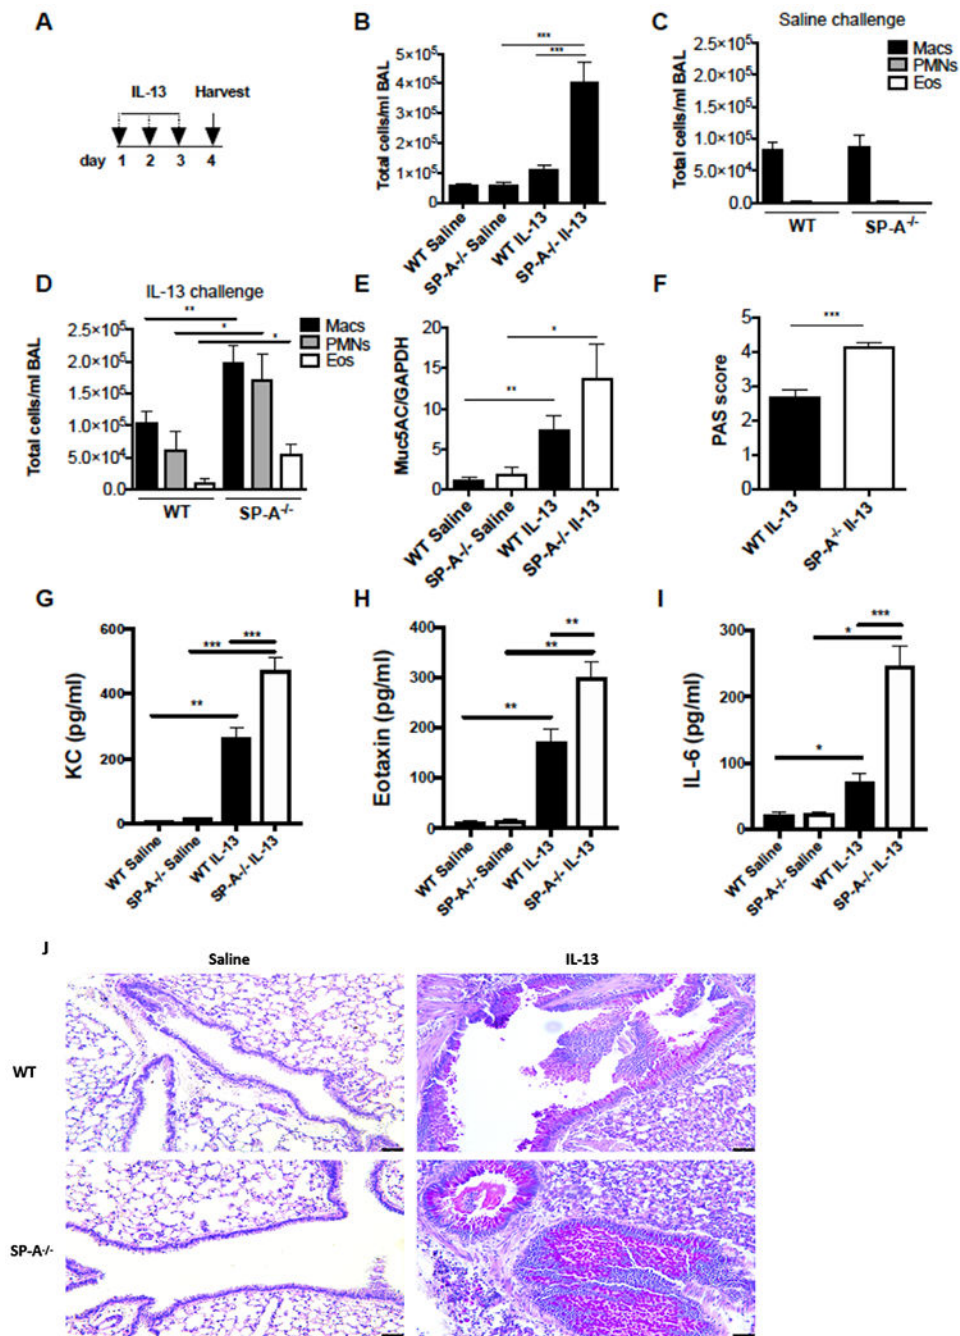 A
IL-13 Harvest
day 1 2 3 4
B
Total cells/ml BAL
5×10⁵
4×10⁵
3×10⁵
2×10⁵
1×10⁵
0
***
***
WT Saline
SP-A-/- Saline
WT IL-13
SP-A-/- Il-13
C
Saline challenge
Total cells/ml BAL
2.5×10⁵
2.0×10⁵
1.5×10⁵
1.0×10⁵
5.0×10⁴
0.0
Macs
PMNs
Eos
WT SP-A⁻/⁻
D
IL-13 challenge
Total cells/ml BAL
2.5×10⁵
2.0×10⁵
1.5×10⁵
1.0×10⁵
5.0×10⁴
0.0
**
*
*
Macs
PMNs
Eos
WT SP-A⁻/⁻
E
Muc5AC/GAPDH
20
15
10
5
0
*
**
WT Saline
SP-A-/- Saline
WT IL-13
SP-A-/- Il-13
F
PAS score
5
4
3
2
1
0
***
WT IL-13
SP-A⁻/⁻ Il-13
G
KC (pg/ml)
600
400
200
0
***
***
**
WT Saline
SP-A-/- Saline
WT IL-13
SP-A-/- IL-13
H
Eotaxin (pg/ml)
400
300
200
100
0
**
**
**
WT Saline
SP-A-/- Saline
WT IL-13
SP-A-/- IL-13
I
IL-6 (pg/ml)
300
200
100
0
***
*
*
WT Saline
SP-A-/- Saline
WT IL-13
SP-A-/- IL-13
J
Saline IL-13
WT
SP-A⁻/⁻